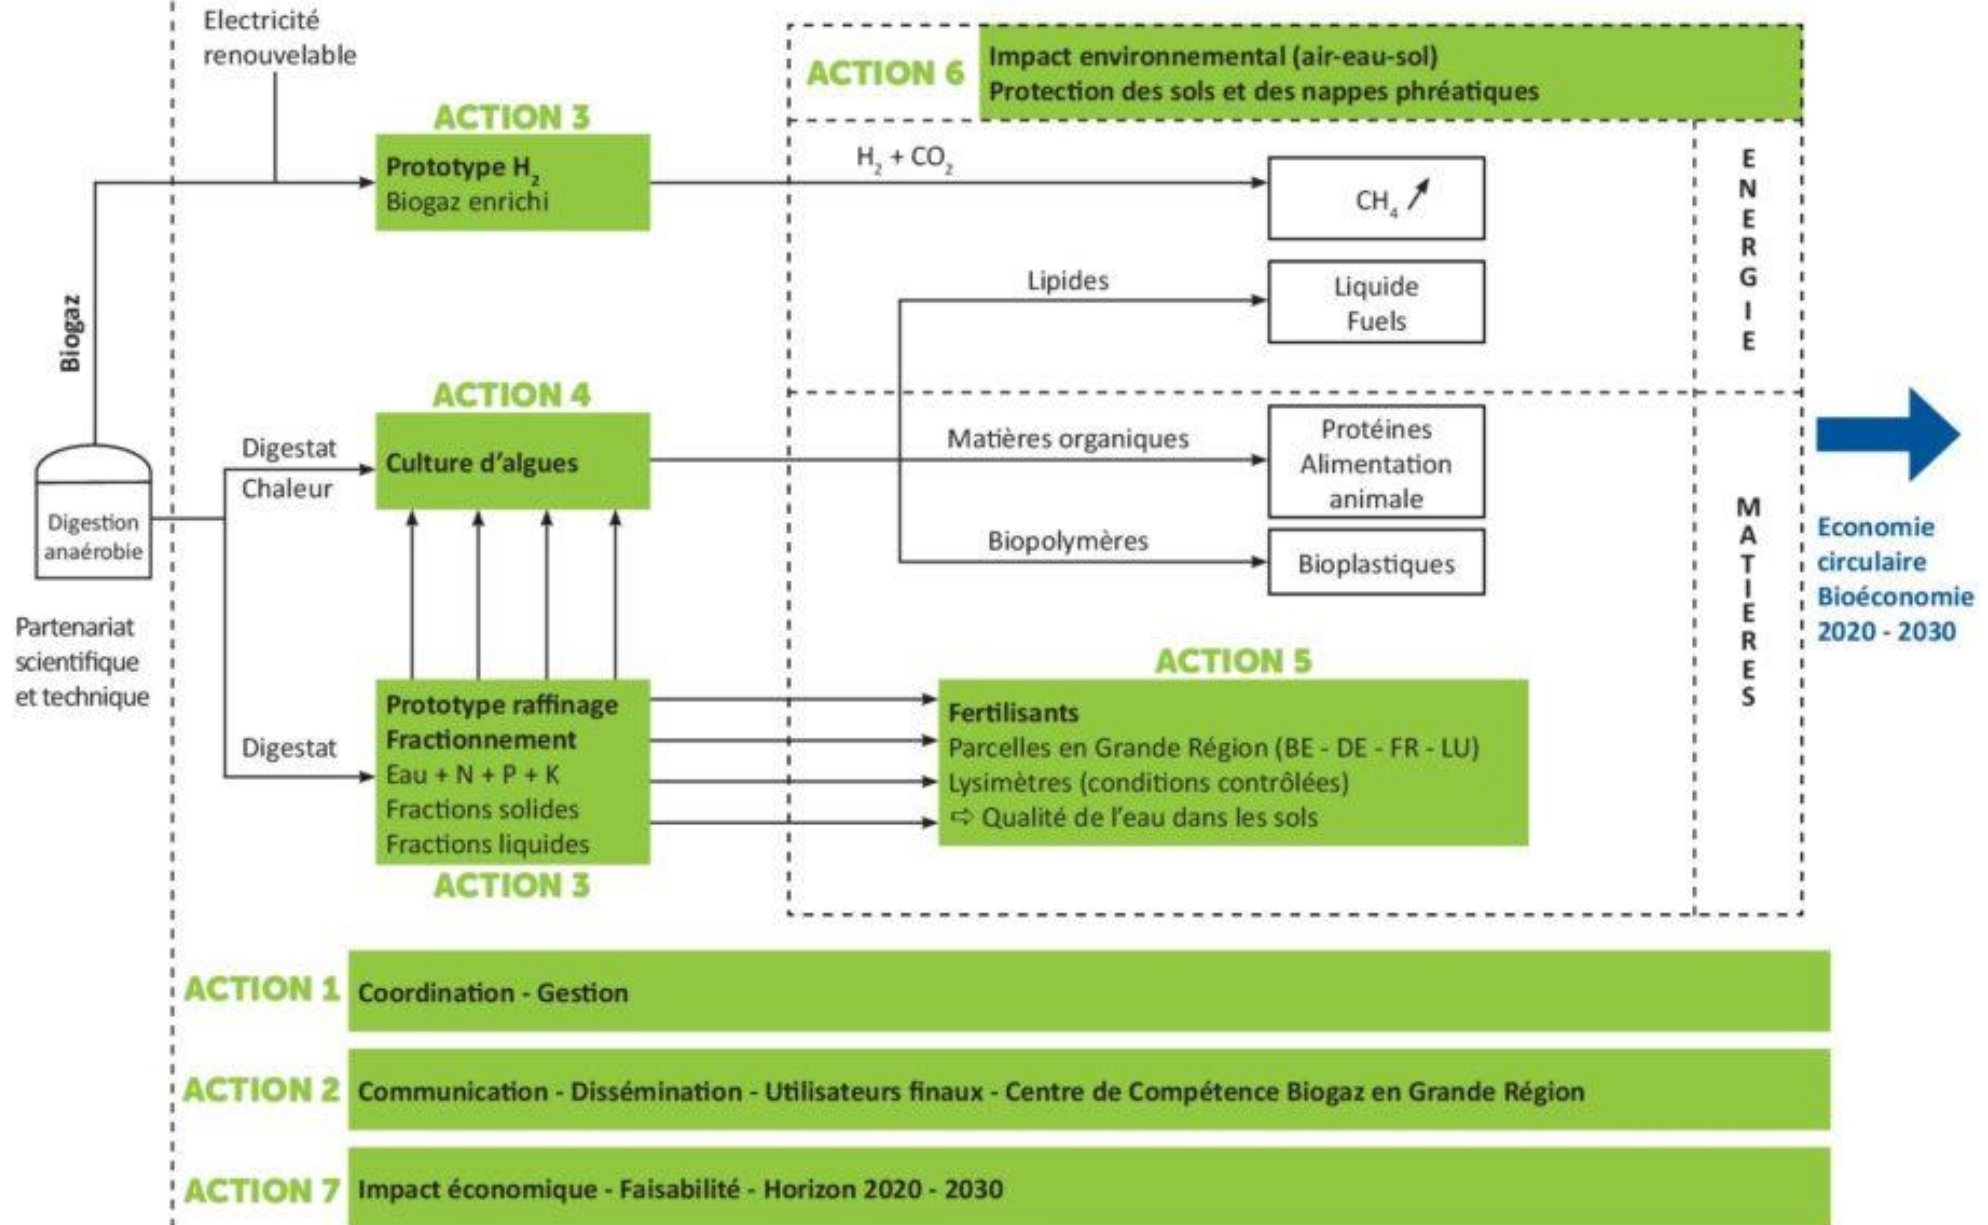 Electricité
renouvelable
ACTION 3
Prototype H₂
Biogaz enrichi
H₂ + CO₂
ACTION 6
Impact environnemental (air-eau-sol)
Protection des sols et des nappes phréatiques
CH₄
ENERGIE
Lipides
Liquide
Fuels
Biogaz
Digestion
anaérobie
Partenariat
scientifique
et technique
Digestat
Chaleur
ACTION 4
Culture d'algues
Matières organiques
Protéines
Alimentation
animale
Biopolymères
Bioplastiques
MATIERES
Economie
circulaire
Bioéconomie
2020 - 2030
Digestat
Prototype raffinage
Fractionnement
Eau + N + P + K
Fractions solides
Fractions liquides
ACTION 3
ACTION 5
Fertilisants
Parcelles en Grande Région (BE - DE - FR - LU)
Lysimètres (conditions contrôlées)
⇨ Qualité de l'eau dans les sols
ACTION 1 Coordination - Gestion
ACTION 2 Communication - Dissémination - Utilisateurs finaux - Centre de Compétence Biogaz en Grande Région
ACTION 7 Impact économique - Faisabilité - Horizon 2020 - 2030